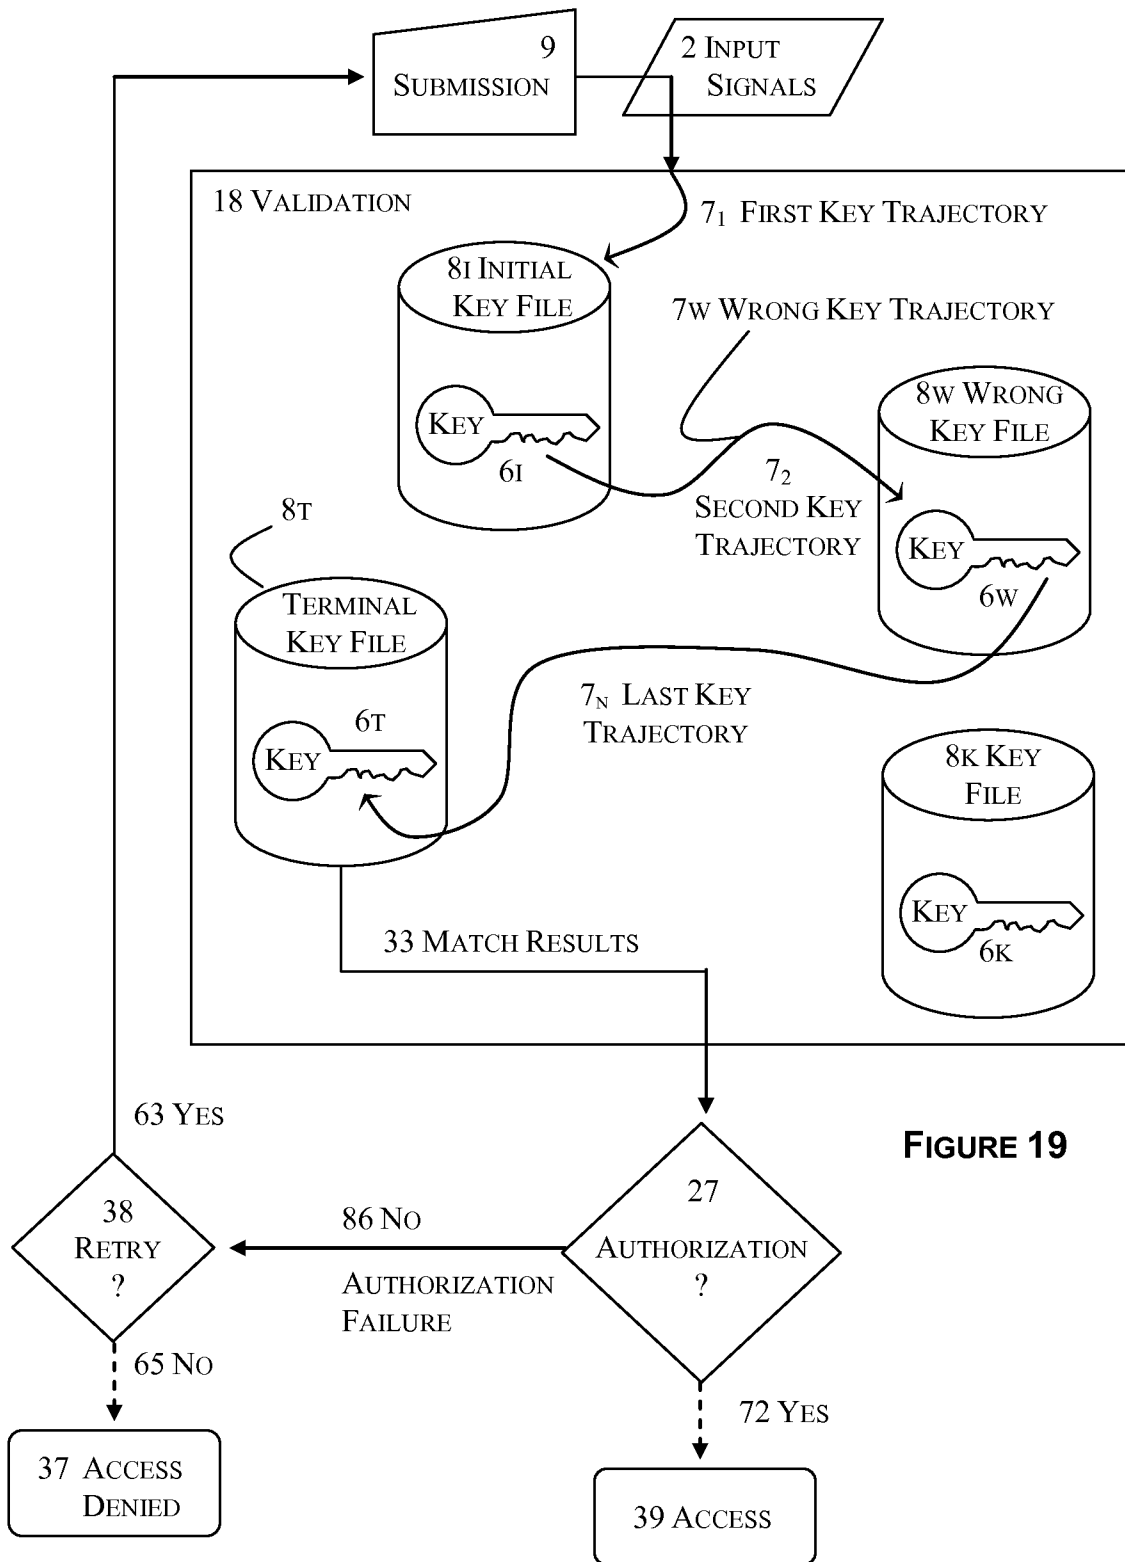 9
SUBMISSION
2 INPUT
SIGNALS
18 VALIDATION
7₁ FIRST KEY TRAJECTORY
8I INITIAL
KEY FILE
7W WRONG KEY TRAJECTORY
8W WRONG
KEY FILE
KEY
6I
7₂
SECOND KEY
TRAJECTORY
8T
KEY
6W
TERMINAL
KEY FILE
7N LAST KEY
TRAJECTORY
6T
KEY
8K KEY
FILE
KEY
6K
33 MATCH RESULTS
63 YES
FIGURE 19
38
RETRY
?
86 NO
AUTHORIZATION
FAILURE
27
AUTHORIZATION
?
65 NO
72 YES
37 ACCESS
DENIED
39 ACCESS